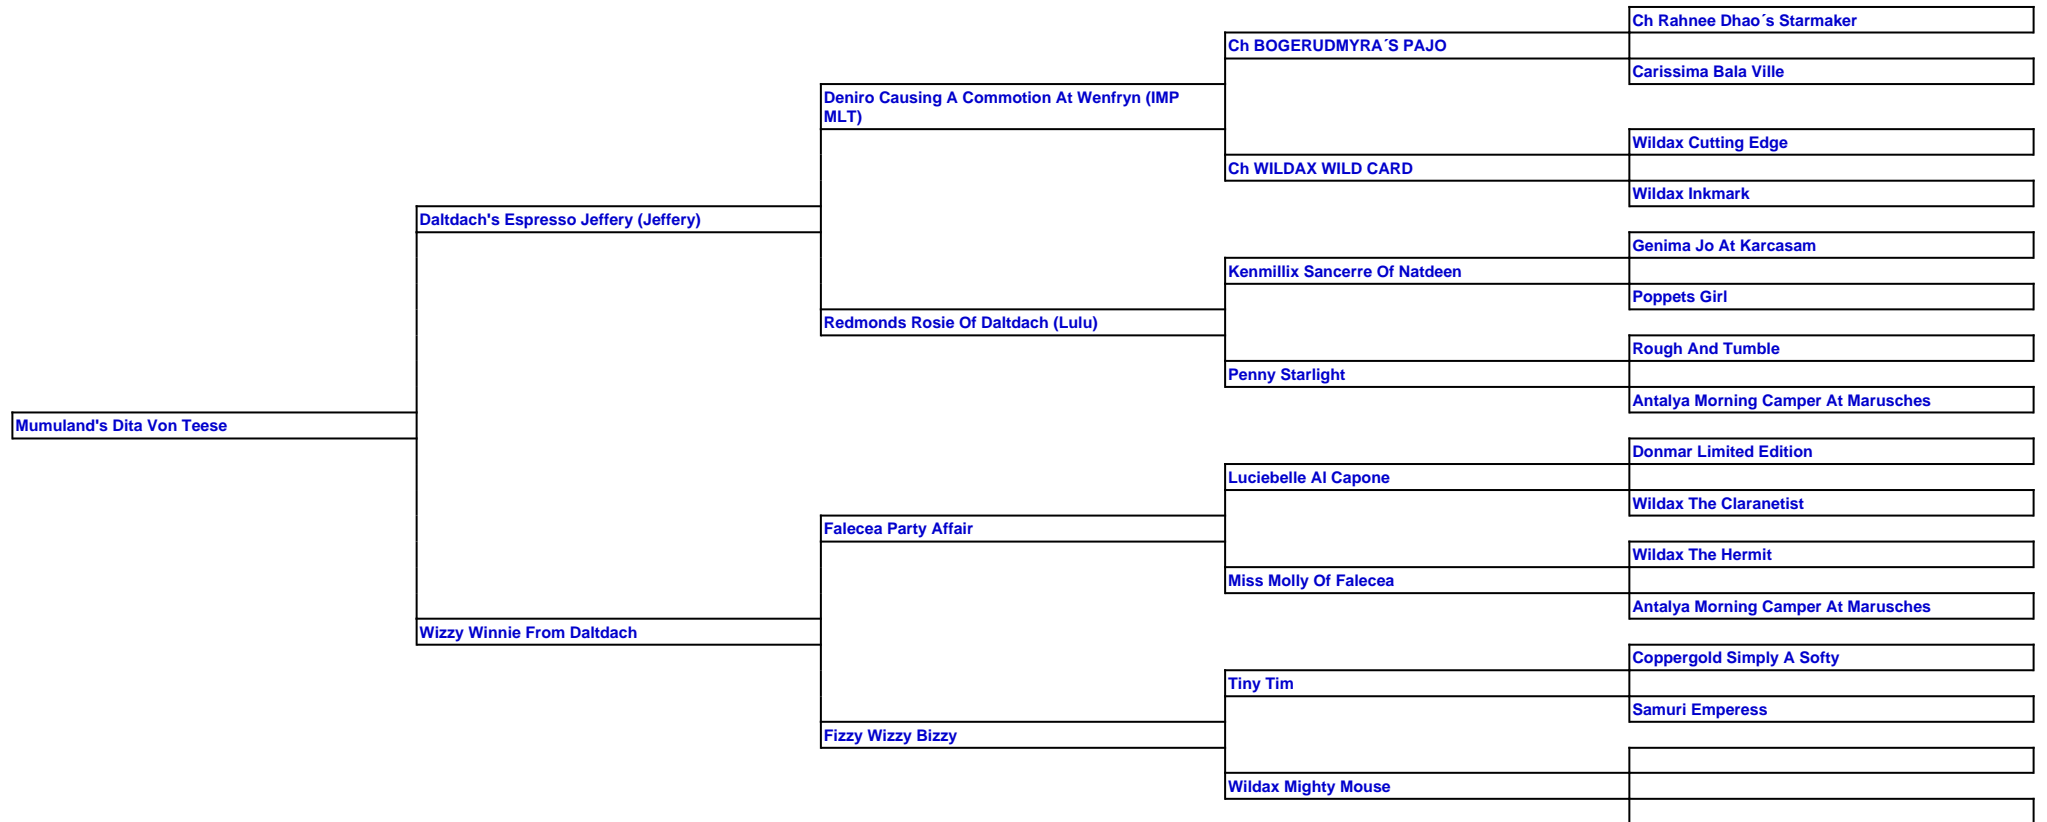 Ch Rahnee Dhao´s Starmaker
Ch BOGERUDMYRA´S PAJO
Carissima Bala Ville
Deniro Causing A Commotion At Wenfryn (IMP
MLT)
Wildax Cutting Edge
Ch WILDAX WILD CARD
Wildax Inkmark
Daltdach's Espresso Jeffery (Jeffery)
Genima Jo At Karcasam
Kenmillix Sancerre Of Natdeen
Poppets Girl
Redmonds Rosie Of Daltdach (Lulu)
Rough And Tumble
Penny Starlight
Antalya Morning Camper At Marusches
Mumuland's Dita Von Teese
Donmar Limited Edition
Luciebelle Al Capone
Wildax The Claranetist
Falecea Party Affair
Wildax The Hermit
Miss Molly Of Falecea
Antalya Morning Camper At Marusches
Wizzy Winnie From Daltdach
Coppergold Simply A Softy
Tiny Tim
Samuri Emperess
Fizzy Wizzy Bizzy
Wildax Mighty Mouse